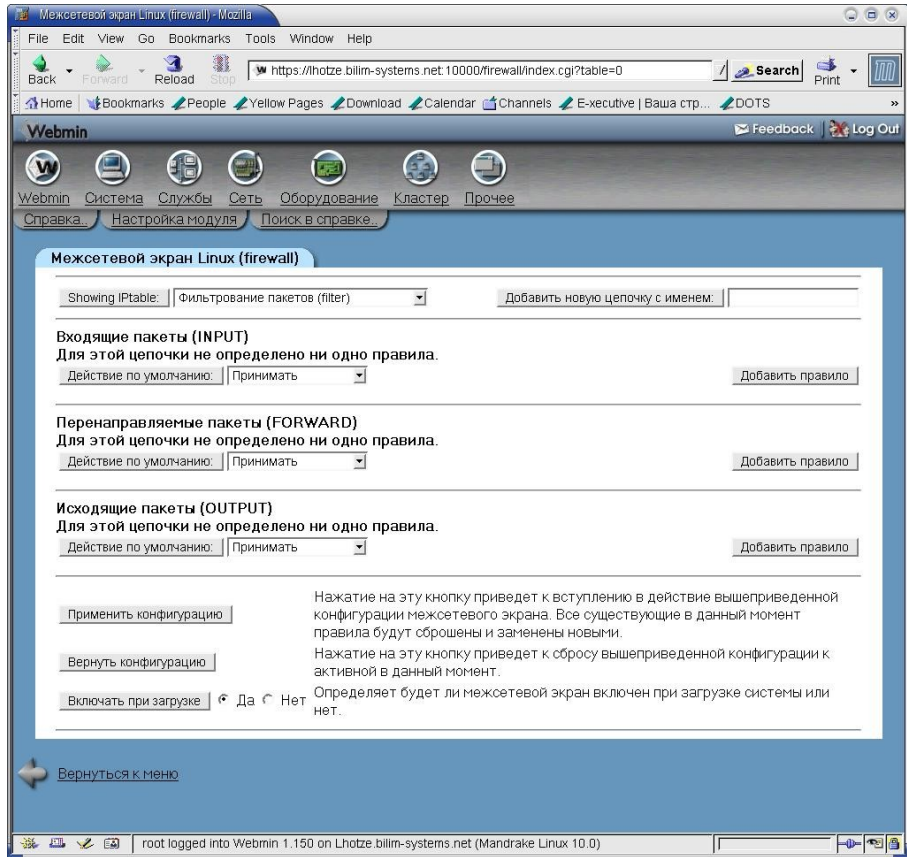 Межсетевой экран Linux (firewall) - Mozilla
File Edit View Go Bookmarks Tools Window Help
Back Forward Reload Stop https://lhotze.bilim-systems.net:10000/firewall/index.cgi?table=0 Search Print
Home Bookmarks People Yellow Pages Download Calendar Channels E-xecutive | Ваша стр... DOTS »
Webmin Feedback Log Out
Webmin Система Службы Сеть Оборудование Кластер Прочее
Справка.. Настройка модуля Поиск в справке..
Межсетевой экран Linux (firewall)
Showing IPtable: Фильтрование пакетов (filter) Добавить новую цепочку с именем:
Входящие пакеты (INPUT)
Для этой цепочки не определено ни одно правила.
Действие по умолчанию: Принимать Добавить правило
Перенаправляемые пакеты (FORWARD)
Для этой цепочки не определено ни одно правила.
Действие по умолчанию: Принимать Добавить правило
Исходящие пакеты (OUTPUT)
Для этой цепочки не определено ни одно правила.
Действие по умолчанию: Принимать Добавить правило
Применить конфигурацию
Нажатие на эту кнопку приведет к вступлению в действие вышеприведенной
конфигурации межсетевого экрана. Все существующие в данный момент
правила будут сброшены и заменены новыми.
Вернуть конфигурацию
Нажатие на эту кнопку приведет к сбросу вышеприведенной конфигурации к
активной в данный момент.
Включать при загрузке Да Нет
Определяет будет ли межсетевой экран включен при загрузке системы или
нет.
Вернуться к меню
root logged into Webmin 1.150 on Lhotze.bilim-systems.net (Mandrake Linux 10.0)